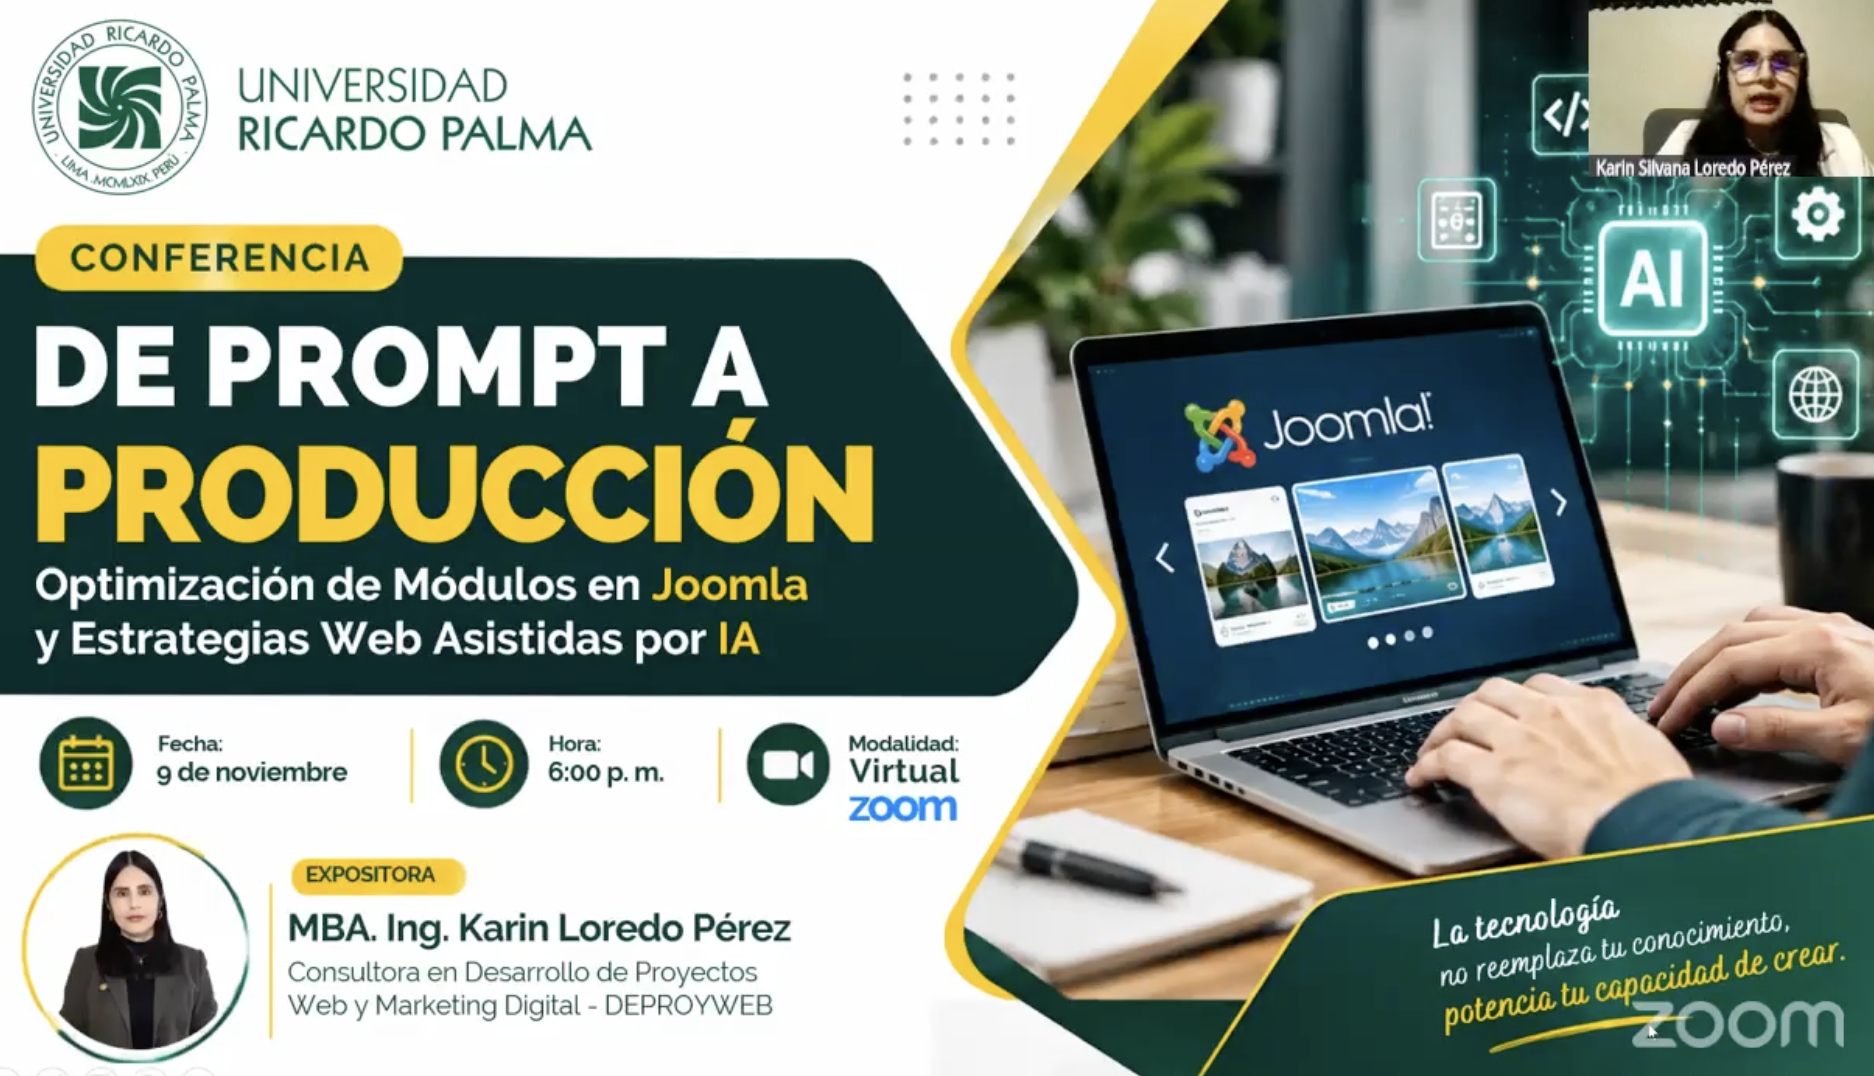 UNIVERSIDAD RICARDO PALMA
LIMA .MCMLXIX. PERÚ
UNIVERSIDAD
RICARDO PALMA
Karin Silvana Loredo Pérez
</>
AI
CONFERENCIA
DE PROMPT A
PRODUCCIÓN
Optimización de Módulos en Joomla
y Estrategias Web Asistidas por IA
Joomla!
Fecha:
9 de noviembre
Hora:
6:00 p. m.
Modalidad:
Virtual
zoom
EXPOSITORA
MBA. Ing. Karin Loredo Pérez
Consultora en Desarrollo de Proyectos
Web y Marketing Digital - DEPROYWEB
La tecnología
no reemplaza tu conocimiento,
potencia tu capacidad de crear.
zoom